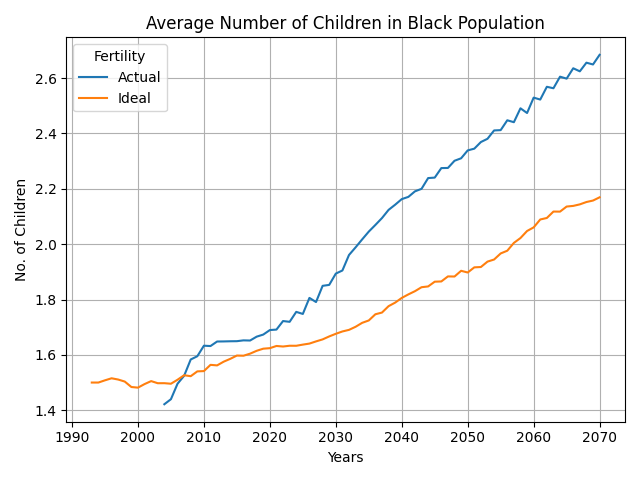 Average Number of Children in Black Population
Fertility
Actual
Ideal
No. of Children
2.6
2.4
2.2
2.0
1.8
1.6
1.4
1990 2000 2010 2020 2030 2040 2050 2060 2070
Years